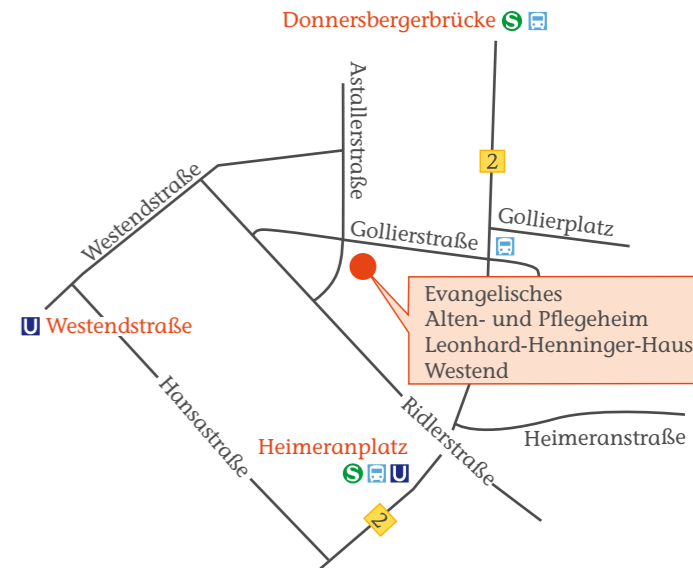 Donnersbergerbrücke S
Astallerstraße
2
Westendstraße
Gollierplatz
Gollierstraße
Evangelisches
Alten- und Pflegeheim
Leonhard-Henninger-Haus
Westend
U Westendstraße
Hansastraße
Ridlerstraße
Heimeranstraße
Heimeranplatz
S U
2